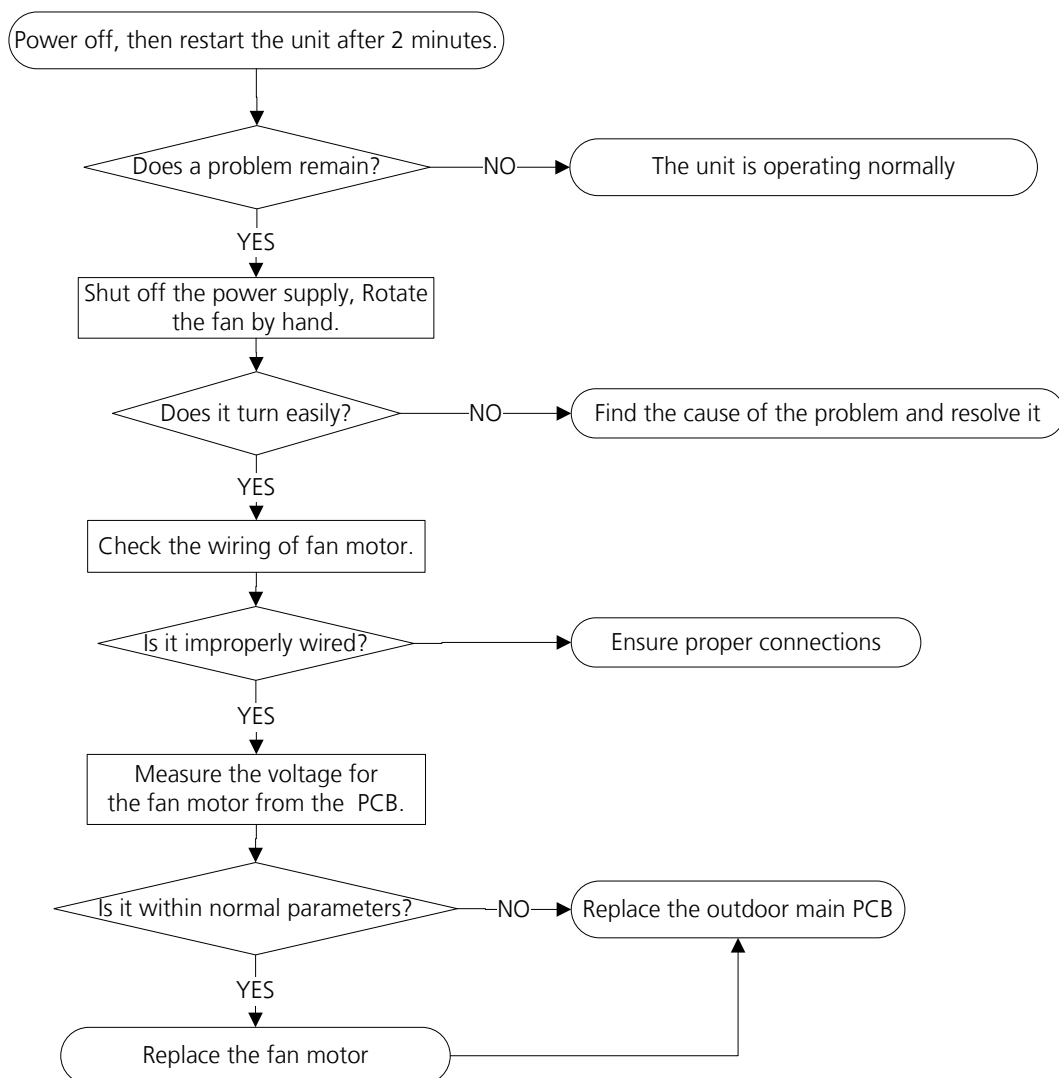 Power off, then restart the unit after 2 minutes.
Does a problem remain?
NO
The unit is operating normally
YES
Shut off the power supply, Rotate
the fan by hand.
Does it turn easily?
NO
Find the cause of the problem and resolve it
YES
Check the wiring of fan motor.
Is it improperly wired?
Ensure proper connections
YES
Measure the voltage for
the fan motor from the PCB.
Is it within normal parameters?
NO
Replace the outdoor main PCB
YES
Replace the fan motor